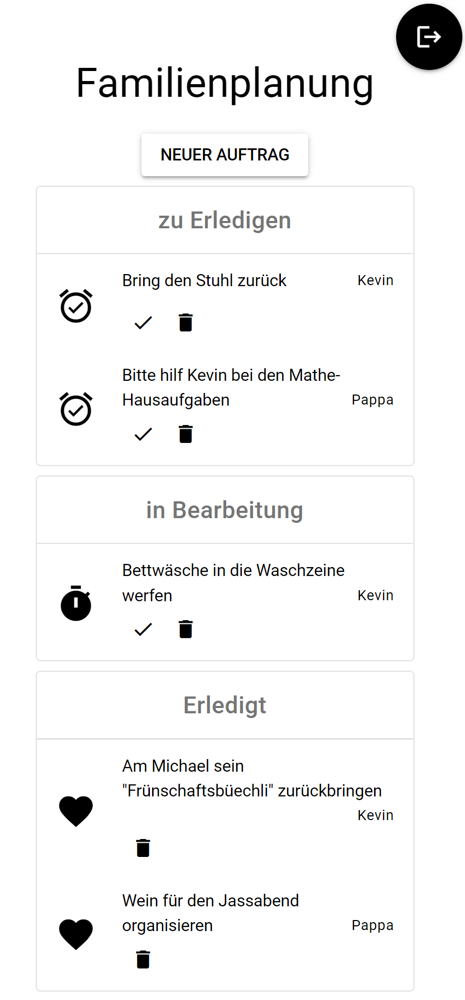 Familienplanung
NEUER AUFTRAG
zu Erledigen
Bring den Stuhl zurück
Kevin
Bitte hilf Kevin bei den Mathe-
Hausaufgaben
Pappa
in Bearbeitung
Bettwäsche in die Waschzeine
werfen
Kevin
Erledigt
Am Michael sein
"Frünschaftsbüechli" zurückbringen
Kevin
Wein für den Jassabend
organisieren
Pappa